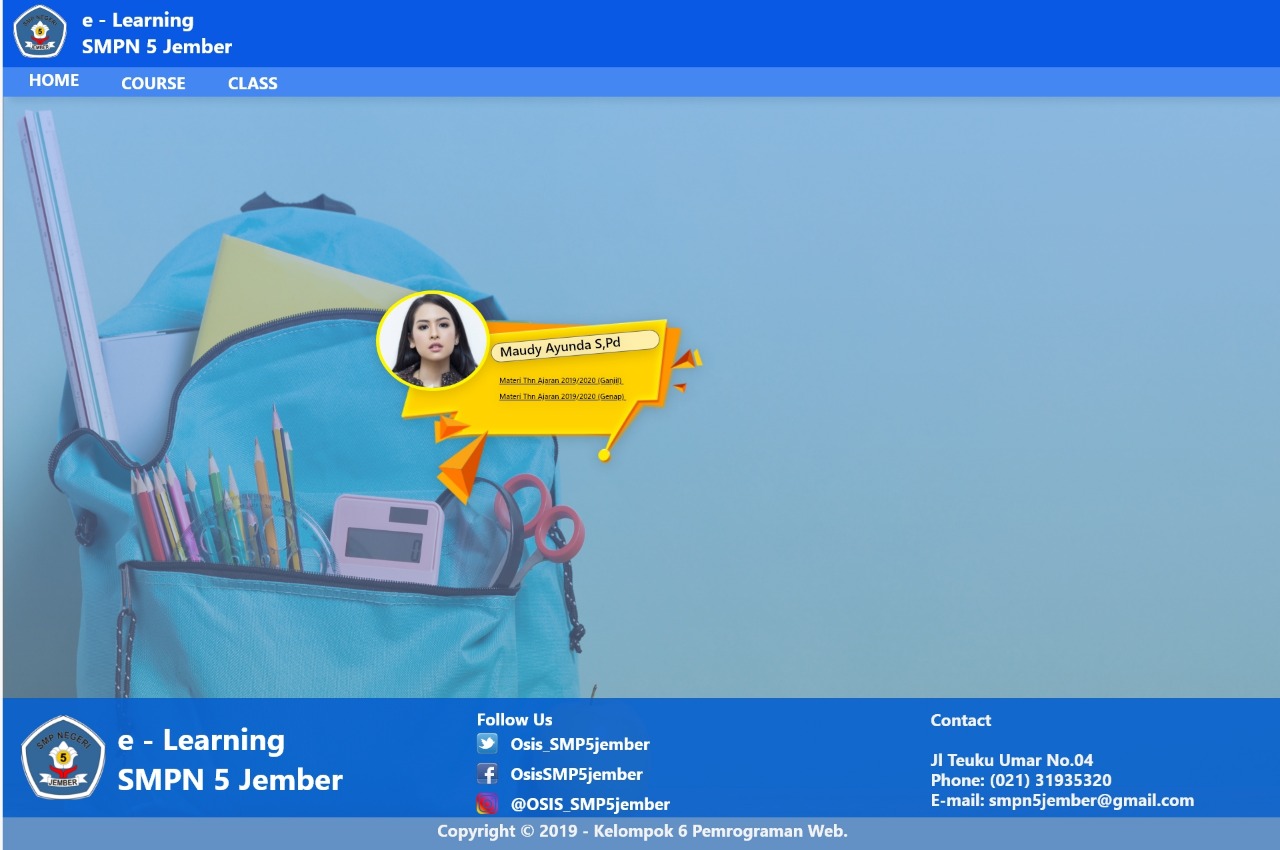 e - Learning
SMPN 5 Jember
HOME COURSE CLASS
Maudy Ayunda S,Pd
Materi Thn Ajaran 2019/2020 (Ganjil)
Materi Thn Ajaran 2019/2020 (Genap)
SMP NEGERI
5
JEMBER
e - Learning
SMPN 5 Jember
Follow Us
Osis_SMP5jember
OsisSMP5jember
@OSIS_SMP5jember
Contact
Jl Teuku Umar No.04
Phone: (021) 31935320
E-mail: smpn5jember@gmail.com
Copyright © 2019 - Kelompok 6 Pemrograman Web.